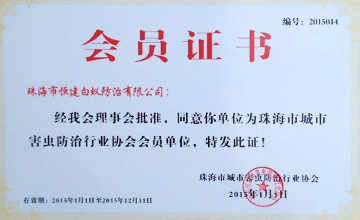 编号：2015014
会员证书
珠海市恒建白蚁防治有限公司：
经我会理事会批准，同意你单位为珠海市城市
害虫防治行业协会会员单位，特发此证！
珠海市城市害虫防治行业协会
2015年1月1日
有效期：2015年1月1日至2015年12月31日